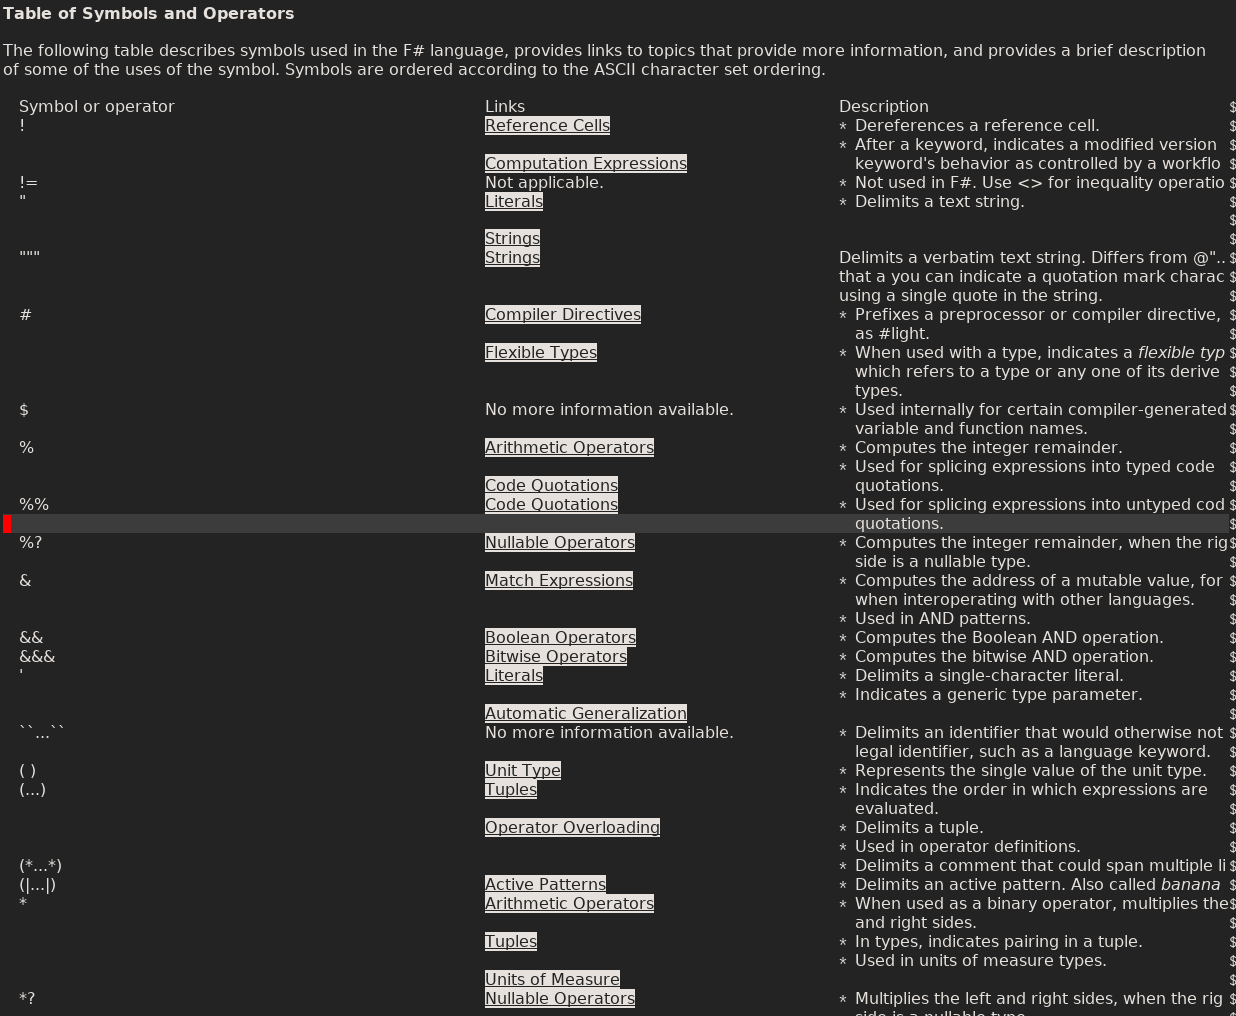 Table of Symbols and Operators
The following table describes symbols used in the F# language, provides links to topics that provide more information, and provides a brief description
of some of the uses of the symbol. Symbols are ordered according to the ASCII character set ordering.
Symbol or operator Links Description $
! Reference Cells * Dereferences a reference cell. $
* After a keyword, indicates a modified version $
Computation Expressions keyword's behavior as controlled by a workflo $
!= Not applicable. * Not used in F#. Use <> for inequality operatio $
" Literals * Delimits a text string. $
$
Strings $
""" Strings Delimits a verbatim text string. Differs from @".. $
that a you can indicate a quotation mark charac $
using a single quote in the string. $
# Compiler Directives * Prefixes a preprocessor or compiler directive, $
as #light. $
Flexible Types * When used with a type, indicates a flexible typ $
which refers to a type or any one of its derive $
types. $
$ No more information available. * Used internally for certain compiler-generated $
variable and function names. $
% Arithmetic Operators * Computes the integer remainder. $
* Used for splicing expressions into typed code $
Code Quotations quotations. $
%% Code Quotations * Used for splicing expressions into untyped cod $
quotations. $
%? Nullable Operators * Computes the integer remainder, when the rig $
side is a nullable type. $
& Match Expressions * Computes the address of a mutable value, for $
when interoperating with other languages. $
* Used in AND patterns. $
&& Boolean Operators * Computes the Boolean AND operation. $
&&& Bitwise Operators * Computes the bitwise AND operation. $
' Literals * Delimits a single-character literal. $
* Indicates a generic type parameter. $
Automatic Generalization $
``...`` No more information available. * Delimits an identifier that would otherwise not $
legal identifier, such as a language keyword. $
( ) Unit Type * Represents the single value of the unit type. $
(...) Tuples * Indicates the order in which expressions are $
evaluated. $
Operator Overloading * Delimits a tuple. $
* Used in operator definitions. $
(*...*) * Delimits a comment that could span multiple li $
(|...|) Active Patterns * Delimits an active pattern. Also called banana $
* Arithmetic Operators * When used as a binary operator, multiplies the $
and right sides. $
Tuples * In types, indicates pairing in a tuple. $
* Used in units of measure types. $
Units of Measure $
*? Nullable Operators * Multiplies the left and right sides, when the rig $
side is a nullable type. $